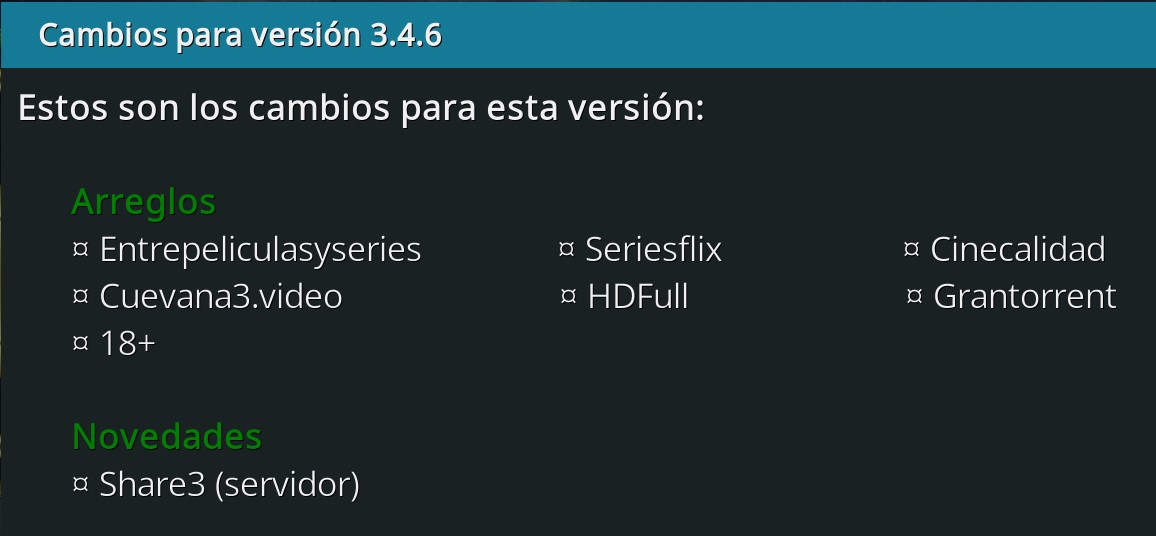 Cambios para versión 3.4.6
Estos son los cambios para esta versión:
Arreglos
¤ Entrepeliculasyseries ¤ Seriesflix ¤ Cinecalidad
¤ Cuevana3.video ¤ HDFull ¤ Grantorrent
¤ 18+
Novedades
¤ Share3 (servidor)